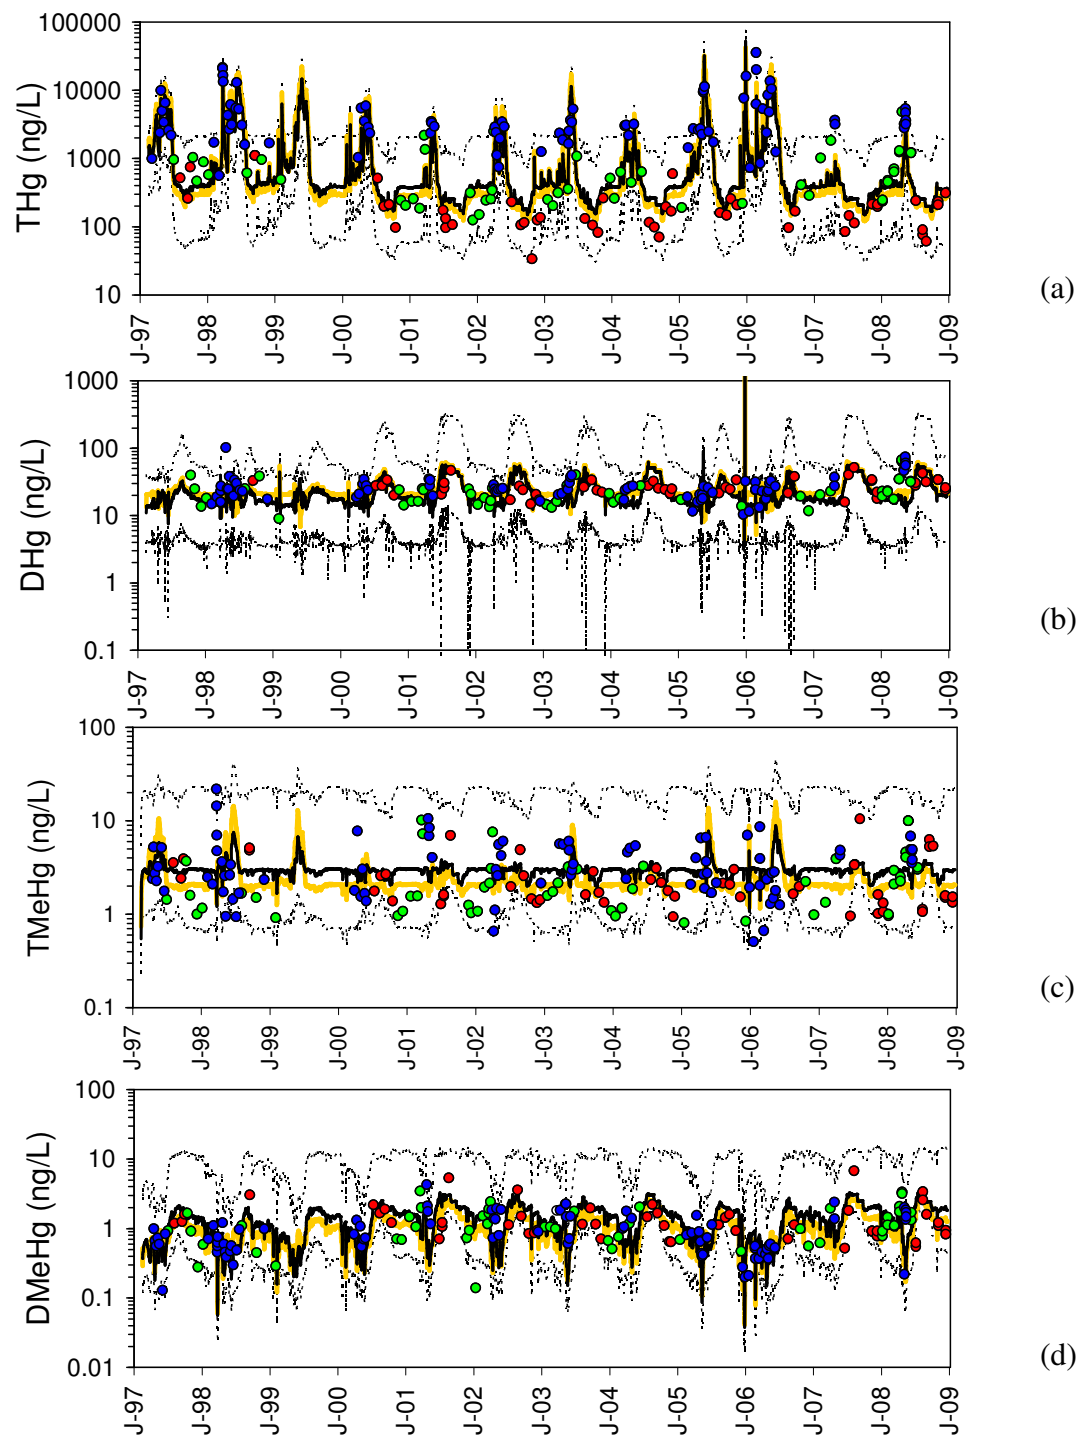 100000
10000
1000
100
10
THg (ng/L)
J-97
J-98
J-99
J-00
J-01
J-02
J-03
J-04
J-05
J-06
J-07
J-08
J-09
(a)
1000
100
10
1
0.1
DHg (ng/L)
J-97
J-98
J-99
J-00
J-01
J-02
J-03
J-04
J-05
J-06
J-07
J-08
J-09
(b)
100
10
1
0.1
TMeHg (ng/L)
J-97
J-98
J-99
J-00
J-01
J-02
J-03
J-04
J-05
J-06
J-07
J-08
J-09
(c)
100
10
1
0.1
0.01
DMeHg (ng/L)
J-97
J-98
J-99
J-00
J-01
J-02
J-03
J-04
J-05
J-06
J-07
J-08
J-09
(d)